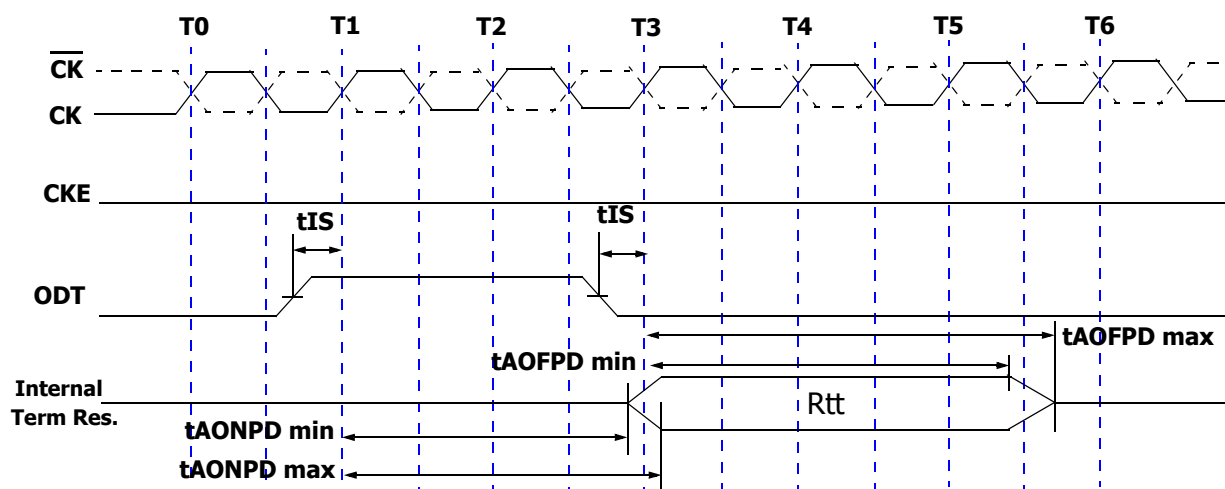 T0 T1 T2 T3 T4 T5 T6
CK
CK
CKE
tIS
tIS
ODT
tAOFPD max
tAOFPD min
Internal
Term Res.
Rtt
tAONPD min
tAONPD max